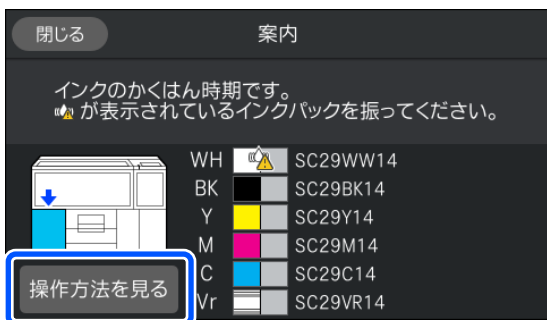 閉じる
案内
インクのかくはん時期です。
が表示されているインクパックを振ってください。
WH SC29WW14
BK SC29BK14
Y SC29Y14
M SC29M14
C SC29C14
Vr SC29VR14
操作方法を見る